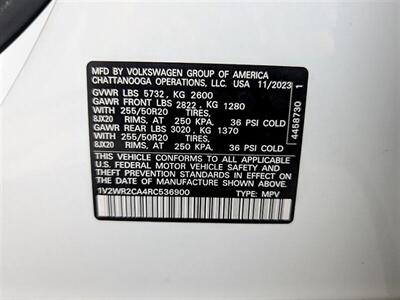 MFD. BY VOLKSWAGEN GROUP OF AMERICA
CHATTANOOGA OPERATIONS, LLC. USA 11/2023
GVWR LBS 5732 , KG 2600
GAWR FRONT LBS 2822 , KG 1280
WITH 255/50R20 TIRES,
8JX20 RIMS, AT 250 KPA, 36 PSI COLD
GAWR REAR LBS 3020 , KG 1370
WITH 255/50R20 TIRES,
8JX20 RIMS, AT 250 KPA, 36 PSI COLD
THIS VEHICLE CONFORMS TO ALL APPLICABLE
U.S. FEDERAL MOTOR VEHICLE SAFETY
STANDARDS IN EFFECT ON THE DATE OF
MANUFACTURE SHOWN ABOVE.
1V2WR2CA4RC536900 TYPE: MPV
4458730 1